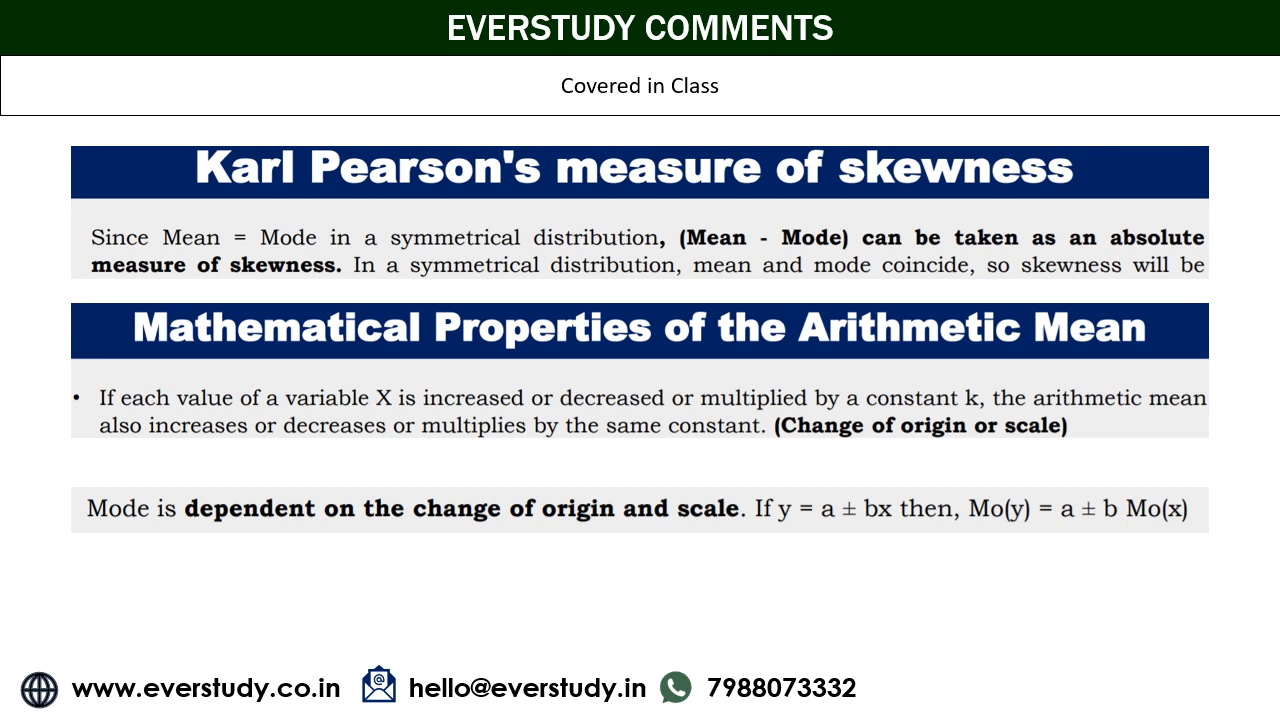 EVERSTUDY COMMENTS
Covered in Class
Karl Pearson's measure of skewness
Since Mean = Mode in a symmetrical distribution, (Mean - Mode) can be taken as an absolute
measure of skewness. In a symmetrical distribution, mean and mode coincide, so skewness will be
Mathematical Properties of the Arithmetic Mean
• If each value of a variable X is increased or decreased or multiplied by a constant k, the arithmetic mean
also increases or decreases or multiplies by the same constant. (Change of origin or scale)
Mode is dependent on the change of origin and scale. If y = a ± bx then, Mo(y) = a ± b Mo(x)
www.everstudy.co.in hello@everstudy.in 7988073332